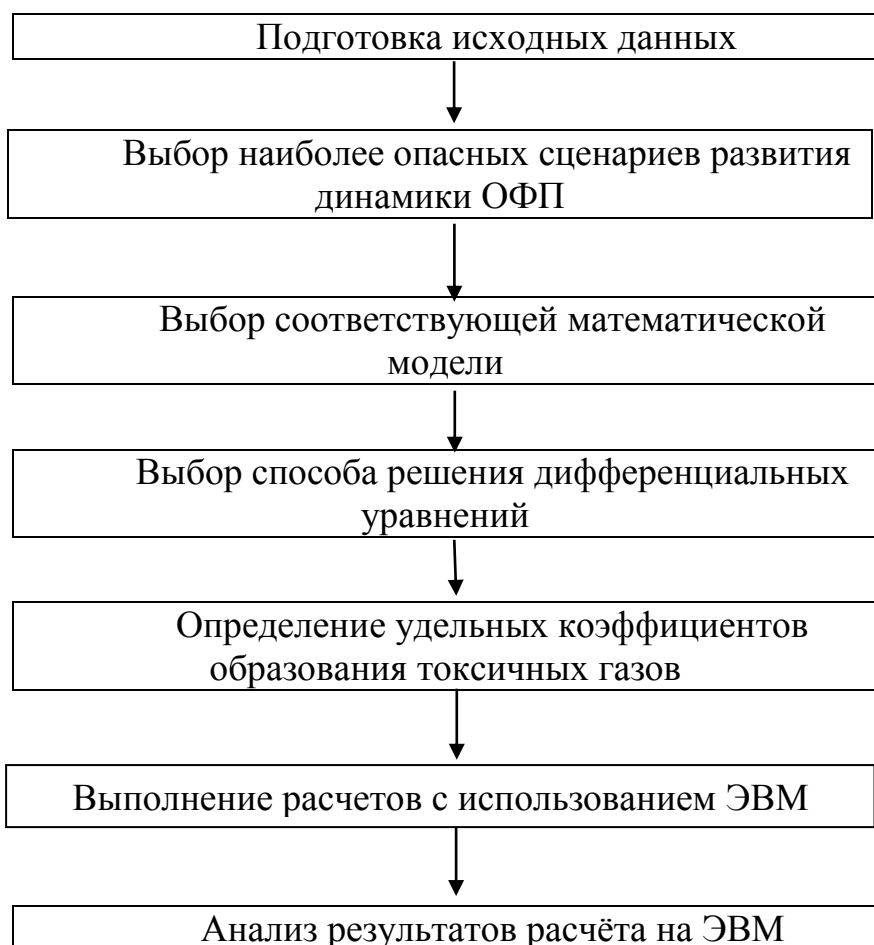 Подготовка исходных данных
Выбор наиболее опасных сценариев развития
динамики ОФП
Выбор соответствующей математической
модели
Выбор способа решения дифференциальных
уравнений
Определение удельных коэффициентов
образования токсичных газов
Выполнение расчетов с использованием ЭВМ
Анализ результатов расчёта на ЭВМ